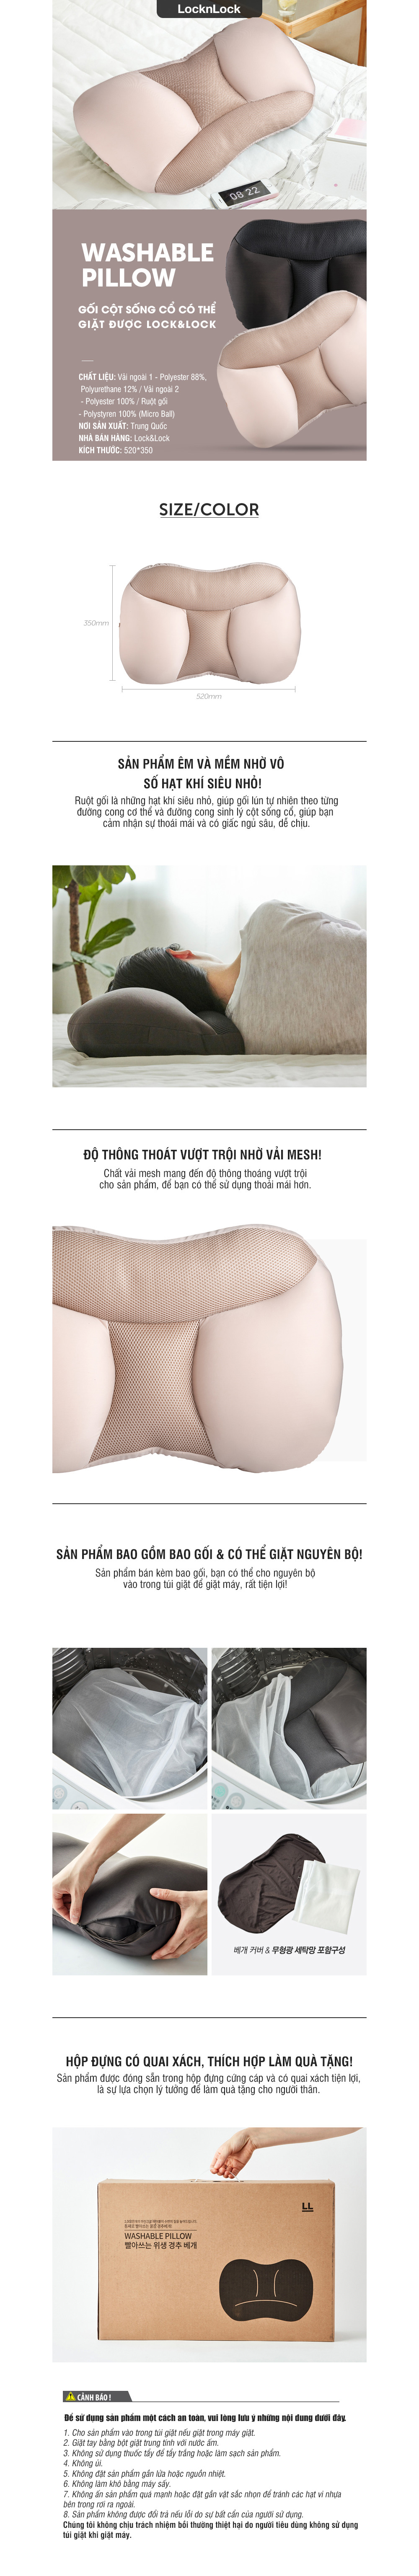 LocknLock
08:22
WASHABLE
PILLOW
GỐI CỘT SỐNG CỔ CÓ THỂ
GIẶT ĐƯỢC LOCK&LOCK
CHẤT LIỆU: Vải ngoài 1 - Polyester 88%,
Polyurethane 12% / Vải ngoài 2
- Polyester 100% / Ruột gối
- Polystyren 100% (Micro Ball)
NƠI SẢN XUẤT: Trung Quốc
NHÀ BÁN HÀNG: Lock&Lock
KÍCH THƯỚC: 520*350
SIZE/COLOR
350mm
520mm
SẢN PHẨM ÊM VÀ MỀM NHỜ VÔ
SỐ HẠT KHÍ SIÊU NHỎ!
Ruột gối là những hạt khí siêu nhỏ, giúp gối lún tự nhiên theo từng
đường cong cơ thể và đường cong sinh lý cột sống cổ, giúp bạn
cảm nhận sự thoải mái và có giấc ngủ sâu, dễ chịu.
ĐỘ THÔNG THOÁT VƯỢT TRỘI NHỜ VẢI MESH!
Chất vải mesh mang đến độ thông thoáng vượt trội
cho sản phẩm, để bạn có thể sử dụng thoải mái hơn.
SẢN PHẨM BAO GỒM BAO GỐI & CÓ THỂ GIẶT NGUYÊN BỘ!
Sản phẩm bán kèm bao gối, bạn có thể cho nguyên bộ
vào trong túi giặt để giặt máy, rất tiện lợi!
베개 커버 & 무형광 세탁망 포함구성
HỘP ĐỰNG CÓ QUAI XÁCH, THÍCH HỢP LÀM QUÀ TẶNG!
Sản phẩm được đóng sẵn trong hộp đựng cứng cáp và có quai xách tiện lợi,
là sự lựa chọn lý tưởng để làm quà tặng cho người thân.
LL
WASHABLE PILLOW
빨아쓰는 위생 경추 베개
CẢNH BÁO !
Để sử dụng sản phẩm một cách an toàn, vui lòng lưu ý những nội dung dưới đây.
1. Cho sản phẩm vào trong túi giặt nếu giặt trong máy giặt.
2. Giặt tay bằng bột giặt trung tính với nước ấm.
3. Không sử dụng thuốc tẩy để tẩy trắng hoặc làm sạch sản phẩm.
4. Không ủi.
5. Không đặt sản phẩm gần lửa hoặc nguồn nhiệt.
6. Không làm khô bằng máy sấy.
7. Không ấn sản phẩm quá mạnh hoặc đặt gần vật sắc nhọn để tránh các hạt vi nhựa
bên trong rơi ra ngoài.
8. Sản phẩm không được đổi trả nếu lỗi do sự bất cẩn của người sử dụng.
Chúng tôi không chịu trách nhiệm bồi thường thiệt hại do người tiêu dùng không sử dụng
túi giặt khi giặt máy.